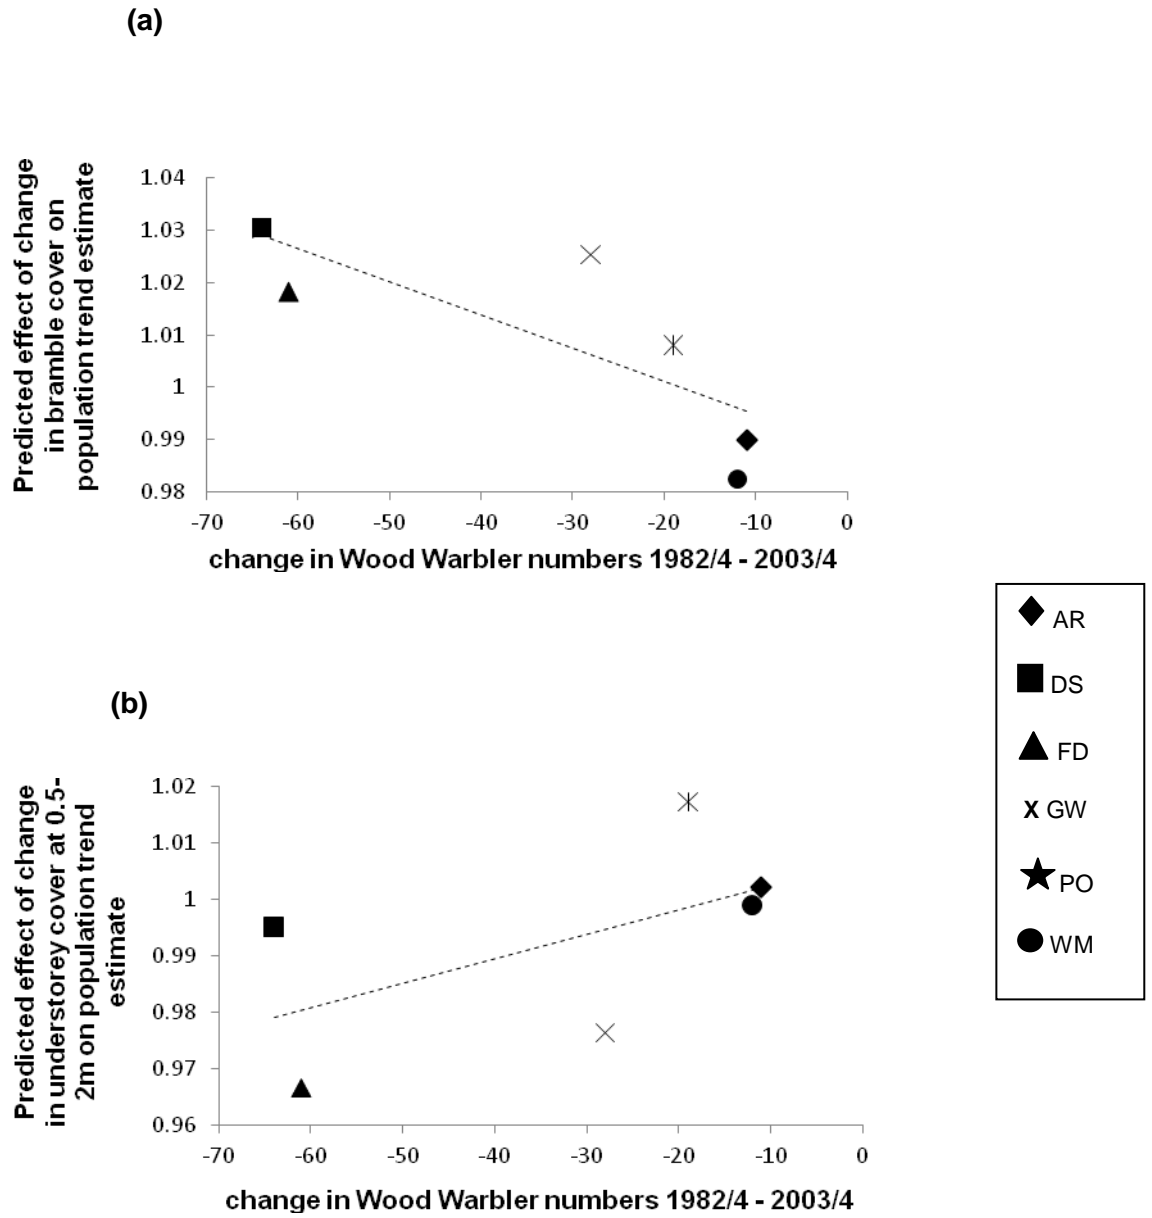 (a)
Predicted effect of change
in bramble cover on
population trend estimate
1.04
1.03
1.02
1.01
1
0.99
0.98
-70 -60 -50 -40 -30 -20 -10 0
change in Wood Warbler numbers 1982/4 - 2003/4
AR
DS
FD
x GW
PO
WM
(b)
Predicted effect of change
in understorey cover at 0.5-
2m on population trend
estimate
1.02
1.01
1
0.99
0.98
0.97
0.96
-70 -60 -50 -40 -30 -20 -10 0
change in Wood Warbler numbers 1982/4 - 2003/4